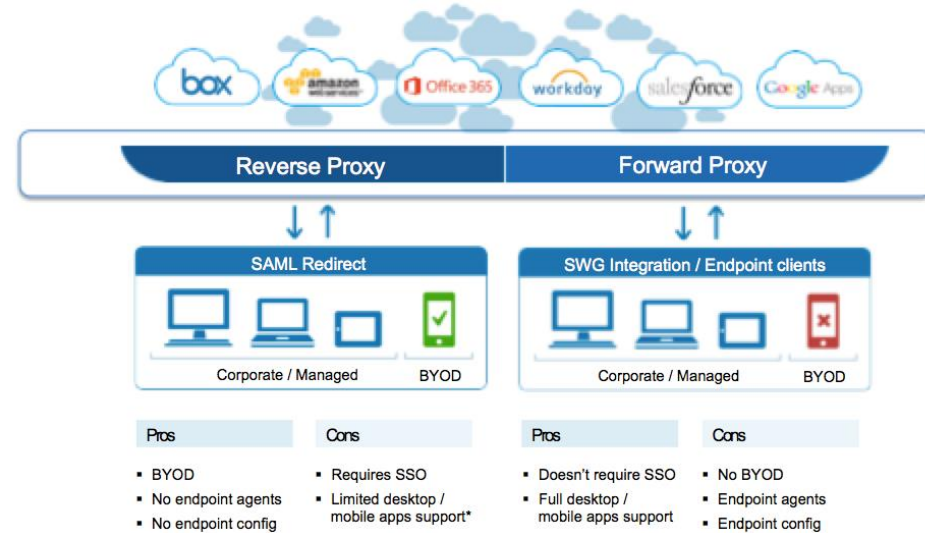 box
amazon
web services
Office 365
workday
salesforce
Google Apps
Reverse Proxy
Forward Proxy
SAML Redirect
Corporate / Managed
BYOD
SWG Integration / Endpoint clients
Corporate / Managed
BYOD
Pros
▪ BYOD
▪ No endpoint agents
▪ No endpoint config
Cons
▪ Requires SSO
▪ Limited desktop /
mobile apps support*
Pros
▪ Doesn't require SSO
▪ Full desktop /
mobile apps support
Cons
▪ No BYOD
▪ Endpoint agents
▪ Endpoint config